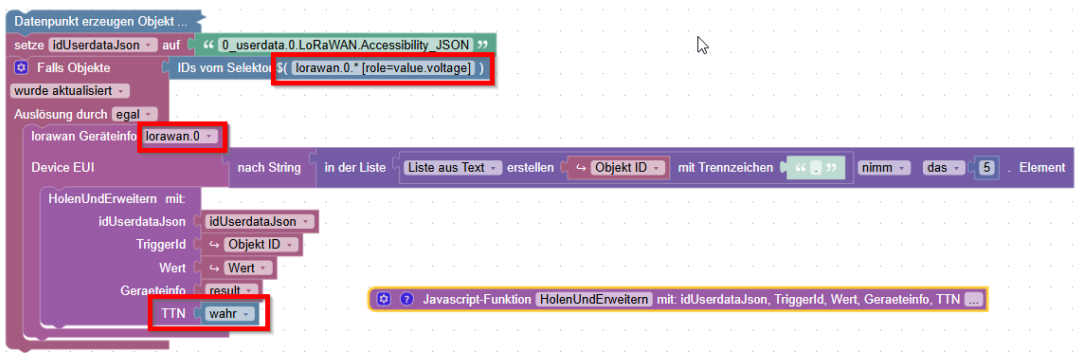 Datenpunkt erzeugen Objekt ...
setze idUserdataJson auf “ 0_userdata.0.LoRaWAN.Accessibility_JSON ”
Falls Objekte IDs vom Selektor $( lorawan.0.* [role=value.voltage] )
wurde aktualisiert
Auslösung durch egal
lorawan Geräteinfo lorawan.0
Device EUI nach String in der Liste Liste aus Text erstellen ↪ Objekt ID mit Trennzeichen “ . ” nimm das 5 . Element
HolenUndErweitern mit:
idUserdataJson idUserdataJson
TriggerId ↪ Objekt ID
Wert ↪ Wert
Geraeteinfo result
? Javascript-Funktion HolenUndErweitern mit: idUserdataJson, TriggerId, Wert, Geraeteinfo, TTN ...
TTN wahr